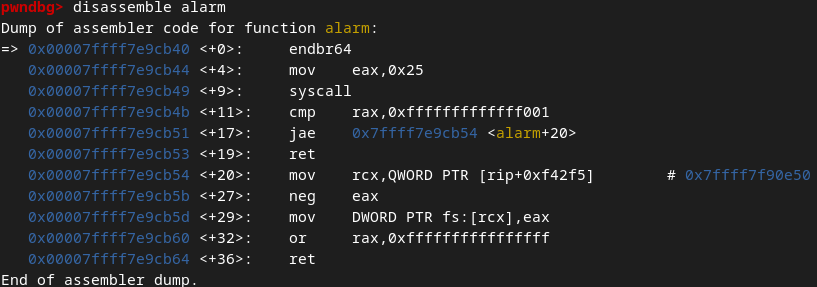 pwndbg> disassemble alarm
Dump of assembler code for function alarm:
=> 0x00007ffff7e9cb40 <+0>:     endbr64
   0x00007ffff7e9cb44 <+4>:     mov    eax,0x25
   0x00007ffff7e9cb49 <+9>:     syscall
   0x00007ffff7e9cb4b <+11>:    cmp    rax,0xfffffffffffff001
   0x00007ffff7e9cb51 <+17>:    jae    0x7ffff7e9cb54 <alarm+20>
   0x00007ffff7e9cb53 <+19>:    ret
   0x00007ffff7e9cb54 <+20>:    mov    rcx,QWORD PTR [rip+0xf42f5]        # 0x7ffff7f90e50
   0x00007ffff7e9cb5b <+27>:    neg    eax
   0x00007ffff7e9cb5d <+29>:    mov    DWORD PTR fs:[rcx],eax
   0x00007ffff7e9cb60 <+32>:    or     rax,0xffffffffffffffff
   0x00007ffff7e9cb64 <+36>:    ret
End of assembler dump.